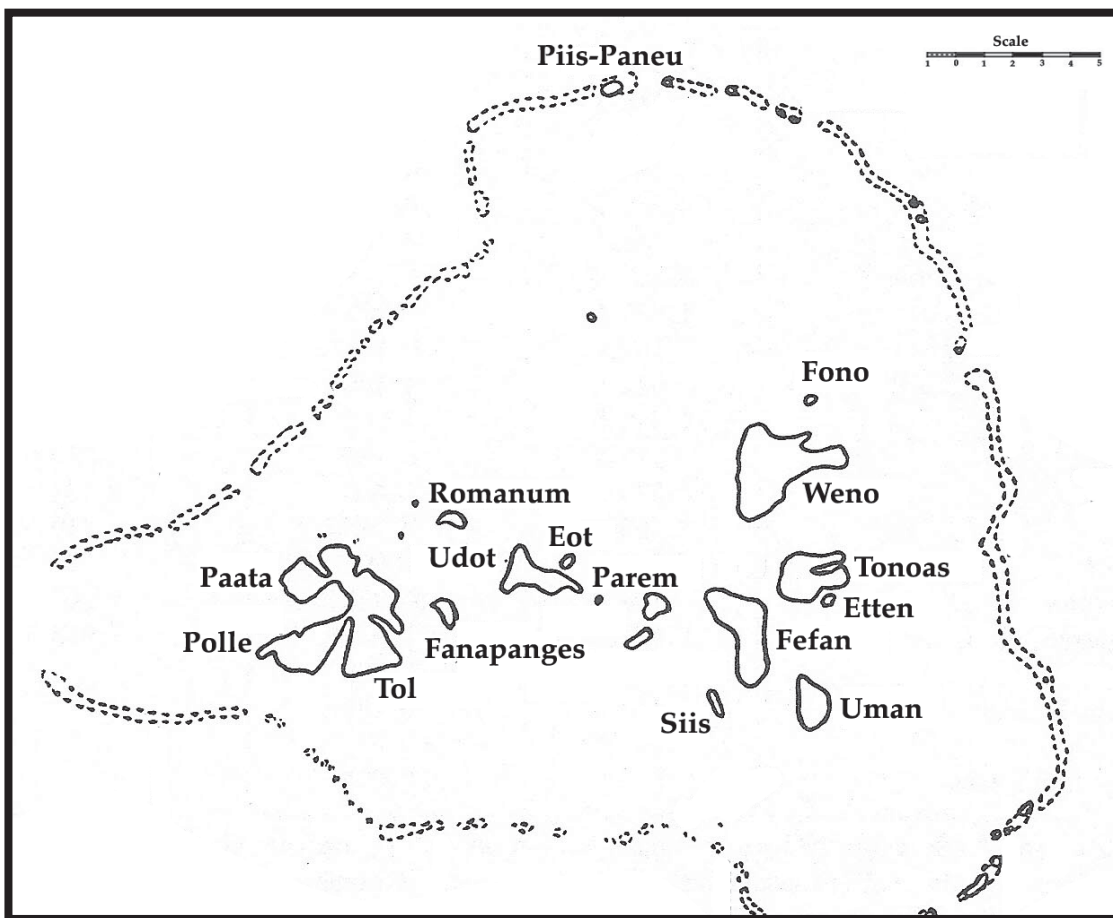 Scale
1 0 1 2 3 4 5
Piis-Paneu
Fono
Weno
Romanum
Eot
Udot
Parem
Paata
Tonoas
Etten
Polle
Fanapanges
Fefan
Tol
Siis
Uman